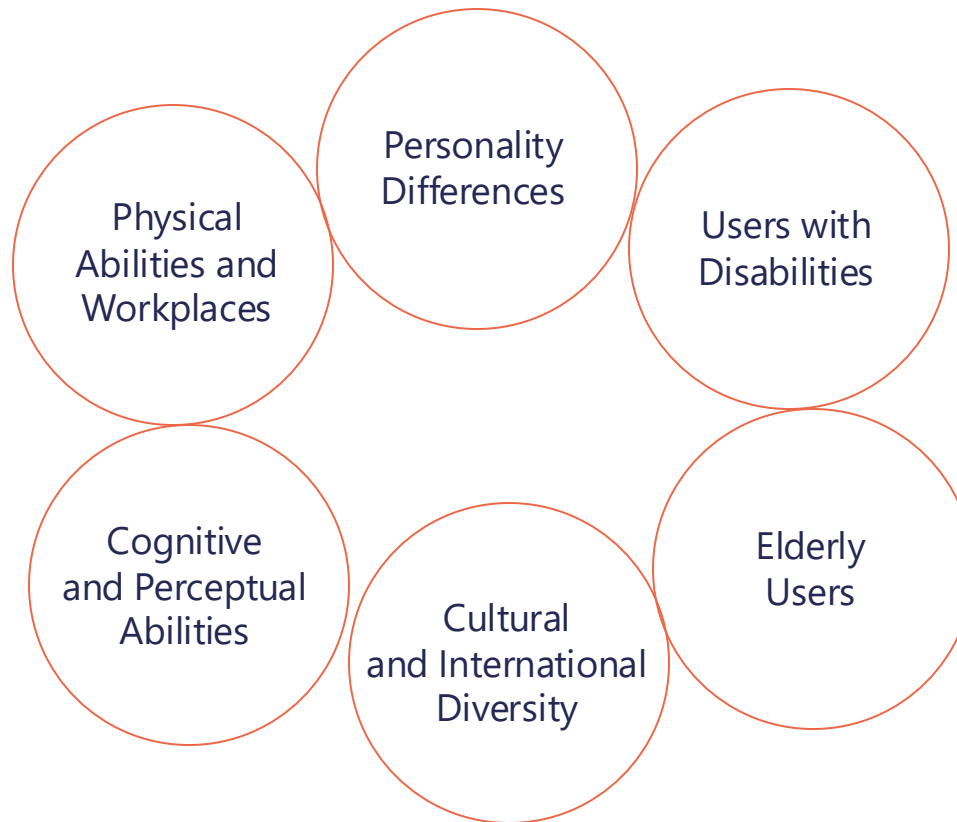 Personality
Differences
Physical
Abilities and
Workplaces
Users with
Disabilities
Cognitive
and Perceptual
Abilities
Cultural
and International
Diversity
Elderly
Users